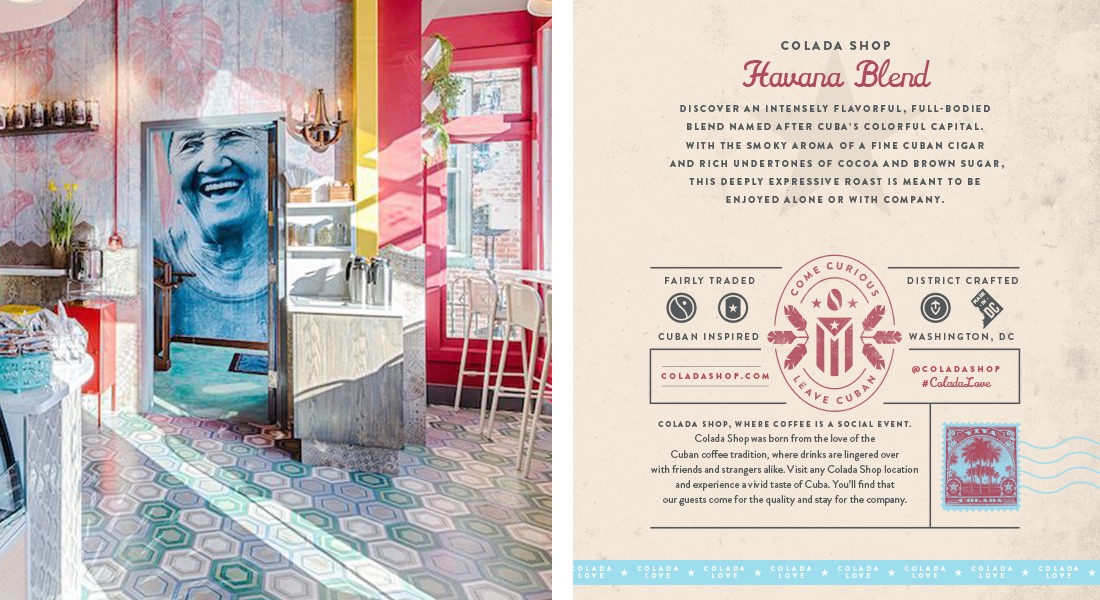 COLADA SHOP
Havana Blend
DISCOVER AN INTENSELY FLAVORFUL, FULL-BODIED
BLEND NAMED AFTER CUBA'S COLORFUL CAPITAL.
WITH THE SMOKY AROMA OF A FINE CUBAN CIGAR
AND RICH UNDERTONES OF COCOA AND BROWN SUGAR,
THIS DEEPLY EXPRESSIVE ROAST IS MEANT TO BE
ENJOYED ALONE OR WITH COMPANY.
FAIRLY TRADED
CUBAN INSPIRED
COME CURIOUS
LEAVE CUBAN
DISTRICT CRAFTED
MADE IN DC
WASHINGTON, DC
COLADASHOP.COM
@COLADASHOP
#ColadaLove
COLADA SHOP, WHERE COFFEE IS A SOCIAL EVENT.
Colada Shop was born from the love of the
Cuban coffee tradition, where drinks are lingered over
with friends and strangers alike. Visit any Colada Shop location
and experience a vivid taste of Cuba. You'll find that
our guests come for the quality and stay for the company.
VIVA
COLADA
COLADA LOVE ★ COLADA LOVE ★ COLADA LOVE ★ COLADA LOVE ★ COLADA LOVE ★ COLADA LOVE ★ COLADA LOVE ★ COLADA LOVE ★